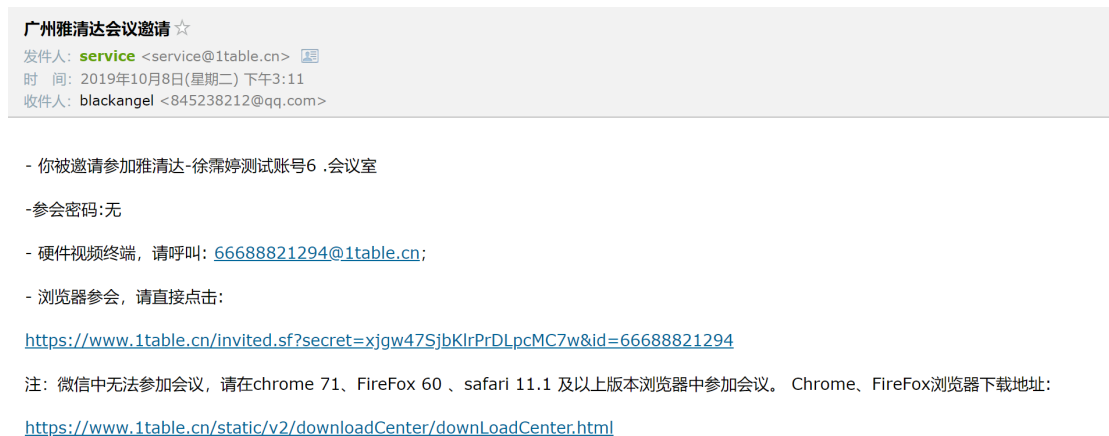 广州雅清达会议邀请
发件人：service <service@1table.cn>
时 间：2019年10月8日(星期二) 下午3:11
收件人：blackangel <845238212@qq.com>
- 你被邀请参加雅清达-徐霈婷测试账号6 .会议室
-参会密码:无
- 硬件视频终端，请呼叫: 66688821294@1table.cn;
- 浏览器参会，请直接点击:
https://www.1table.cn/invited.sf?secret=xjgw47SjbKlrPrDLpcMC7w&id=66688821294
注：微信中无法参加会议，请在chrome 71、FireFox 60 、safari 11.1 及以上版本浏览器中参加会议。 Chrome、FireFox浏览器下载地址:
https://www.1table.cn/static/v2/downloadCenter/downLoadCenter.html